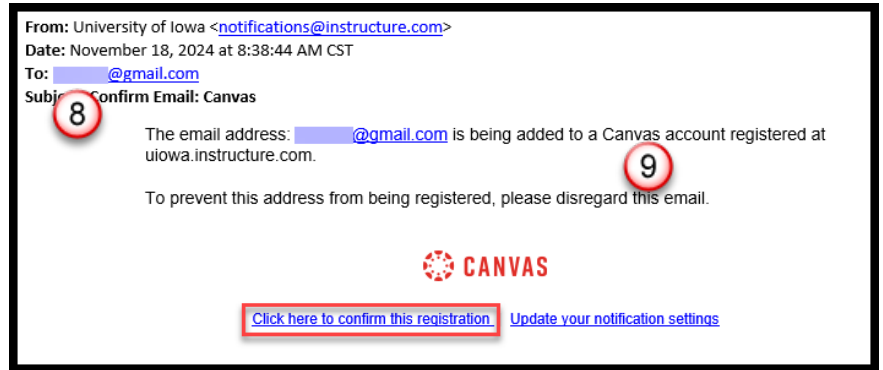 From: University of Iowa <notifications@instructure.com>
Date: November 18, 2024 at 8:38:44 AM CST
To: @gmail.com
Confirm Email: Canvas
8
The email address: @gmail.com is being added to a Canvas account registered at
uiowa.instructure.com.
9
To prevent this address from being registered, please disregard this email.
CANVAS
Click here to confirm this registration Update your notification settings